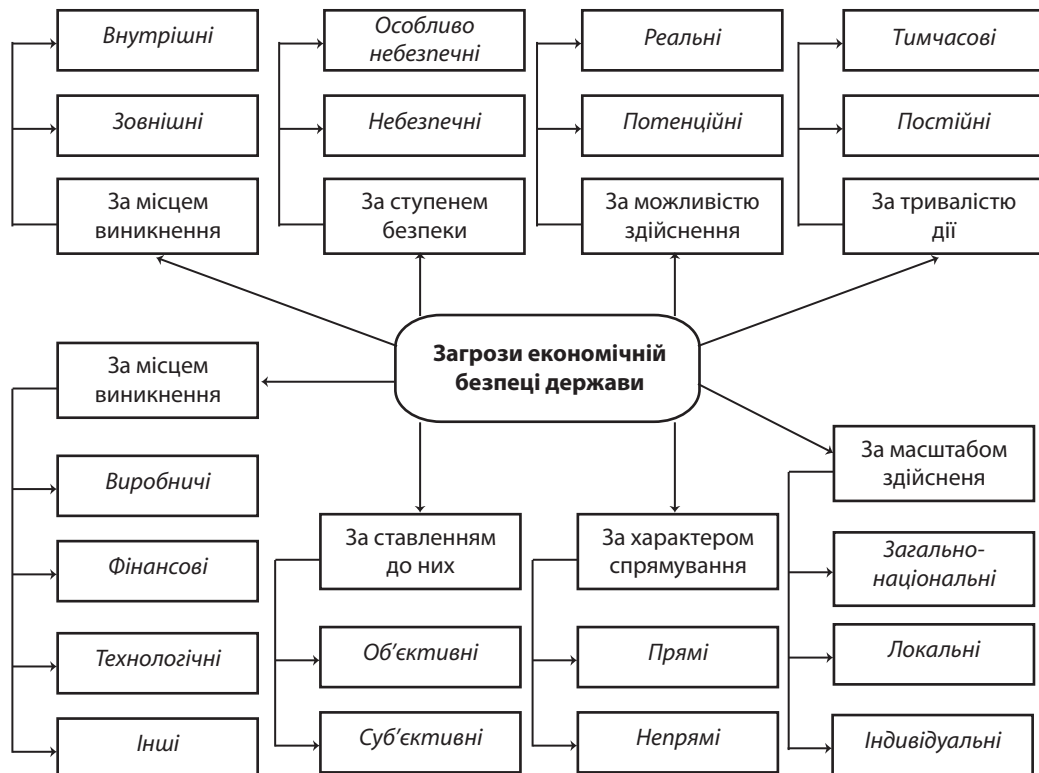 Внутрішні
Зовнішні
За місцем
виникнення
Особливо
небезпечні
Небезпечні
За ступенем
безпеки
Реальні
Потенційні
За можливістю
здійснення
Тимчасові
Постійні
За тривалістю
дії
Загрози економічній
безпеці держави
За місцем
виникнення
Виробничі
Фінансові
Технологічні
Інші
За ставленням
до них
Об’єктивні
Суб’єктивні
За характером
спрямування
Прямі
Непрямі
За масштабом
здійсненя
Загально-
національні
Локальні
Індивідуальні